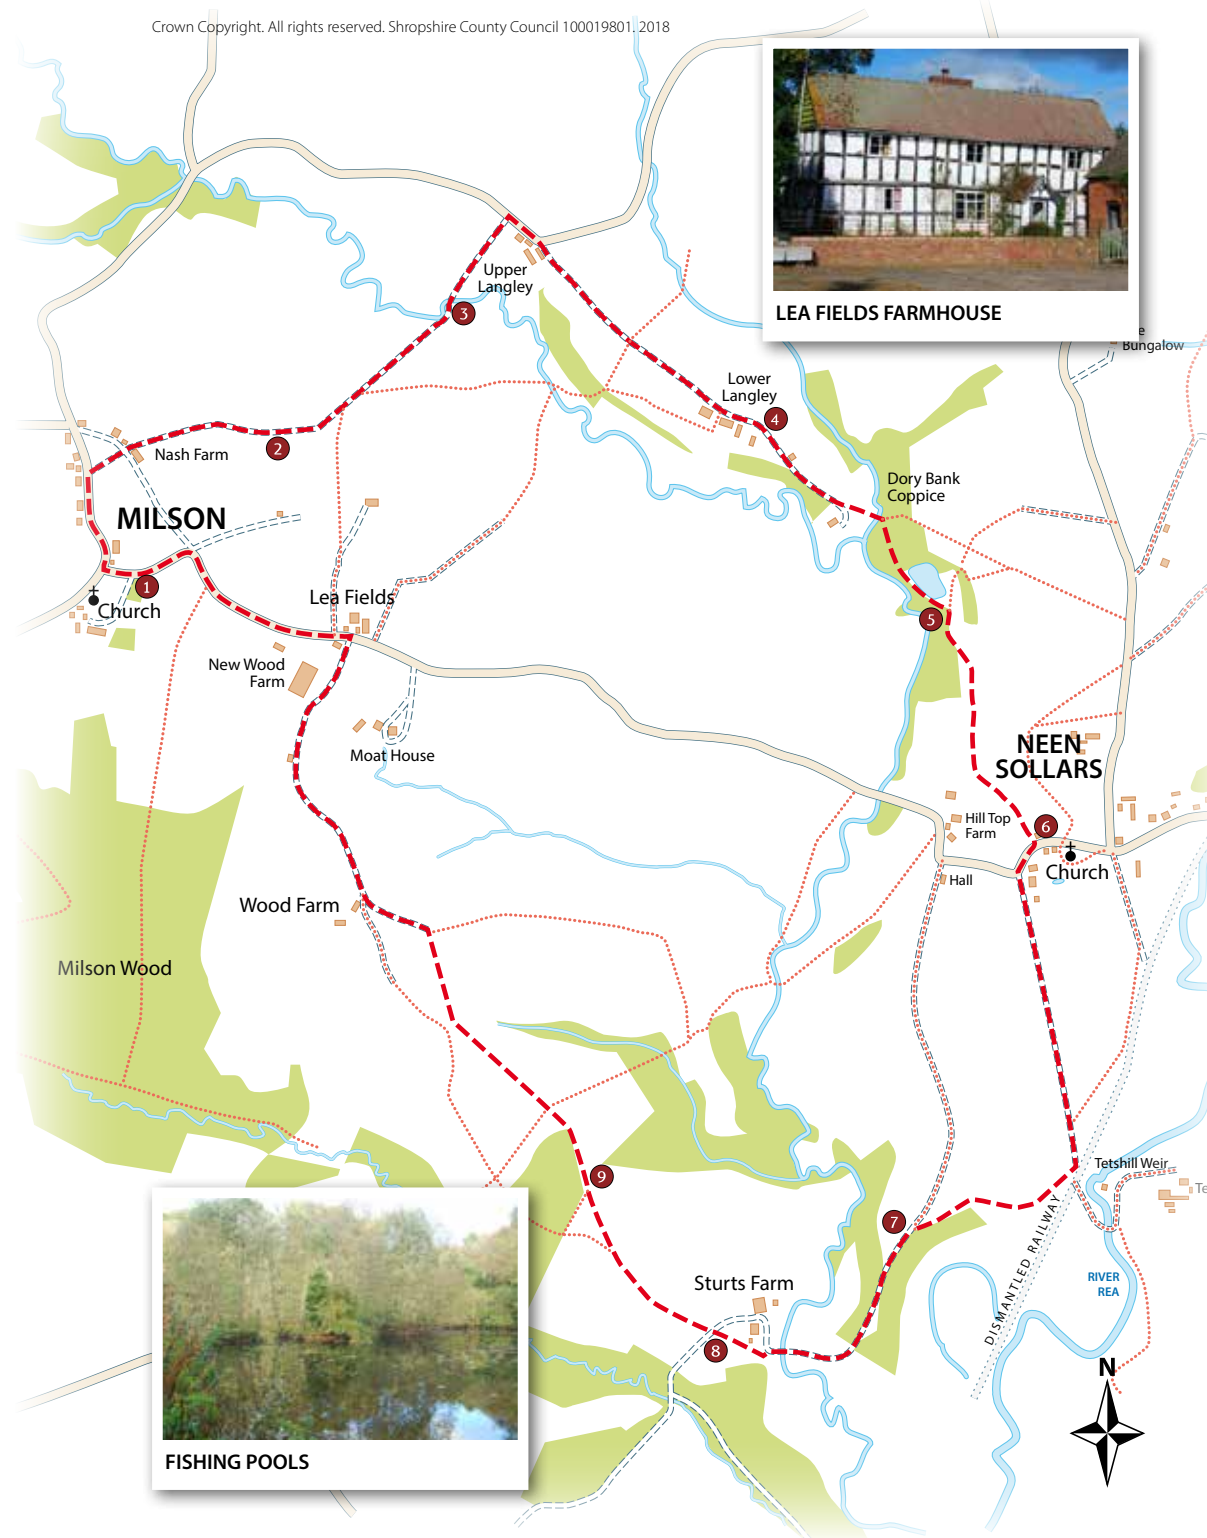 Crown Copyright. All rights reserved. Shropshire County Council 100019801. 2018
LEA FIELDS FARMHOUSE
Bungalow
Upper
Langley
3
Lower
Langley
4
Nash Farm
2
Dory Bank
Coppice
MILSON
1
Church
Lea Fields
5
New Wood
Farm
Moat House
NEEN
SOLLARS
Hill Top
Farm
6
Church
Hall
Wood Farm
Milson Wood
9
Tetshill Weir
Te
7
DISMANTLED RAILWAY
RIVER
REA
Sturts Farm
8
N
FISHING POOLS